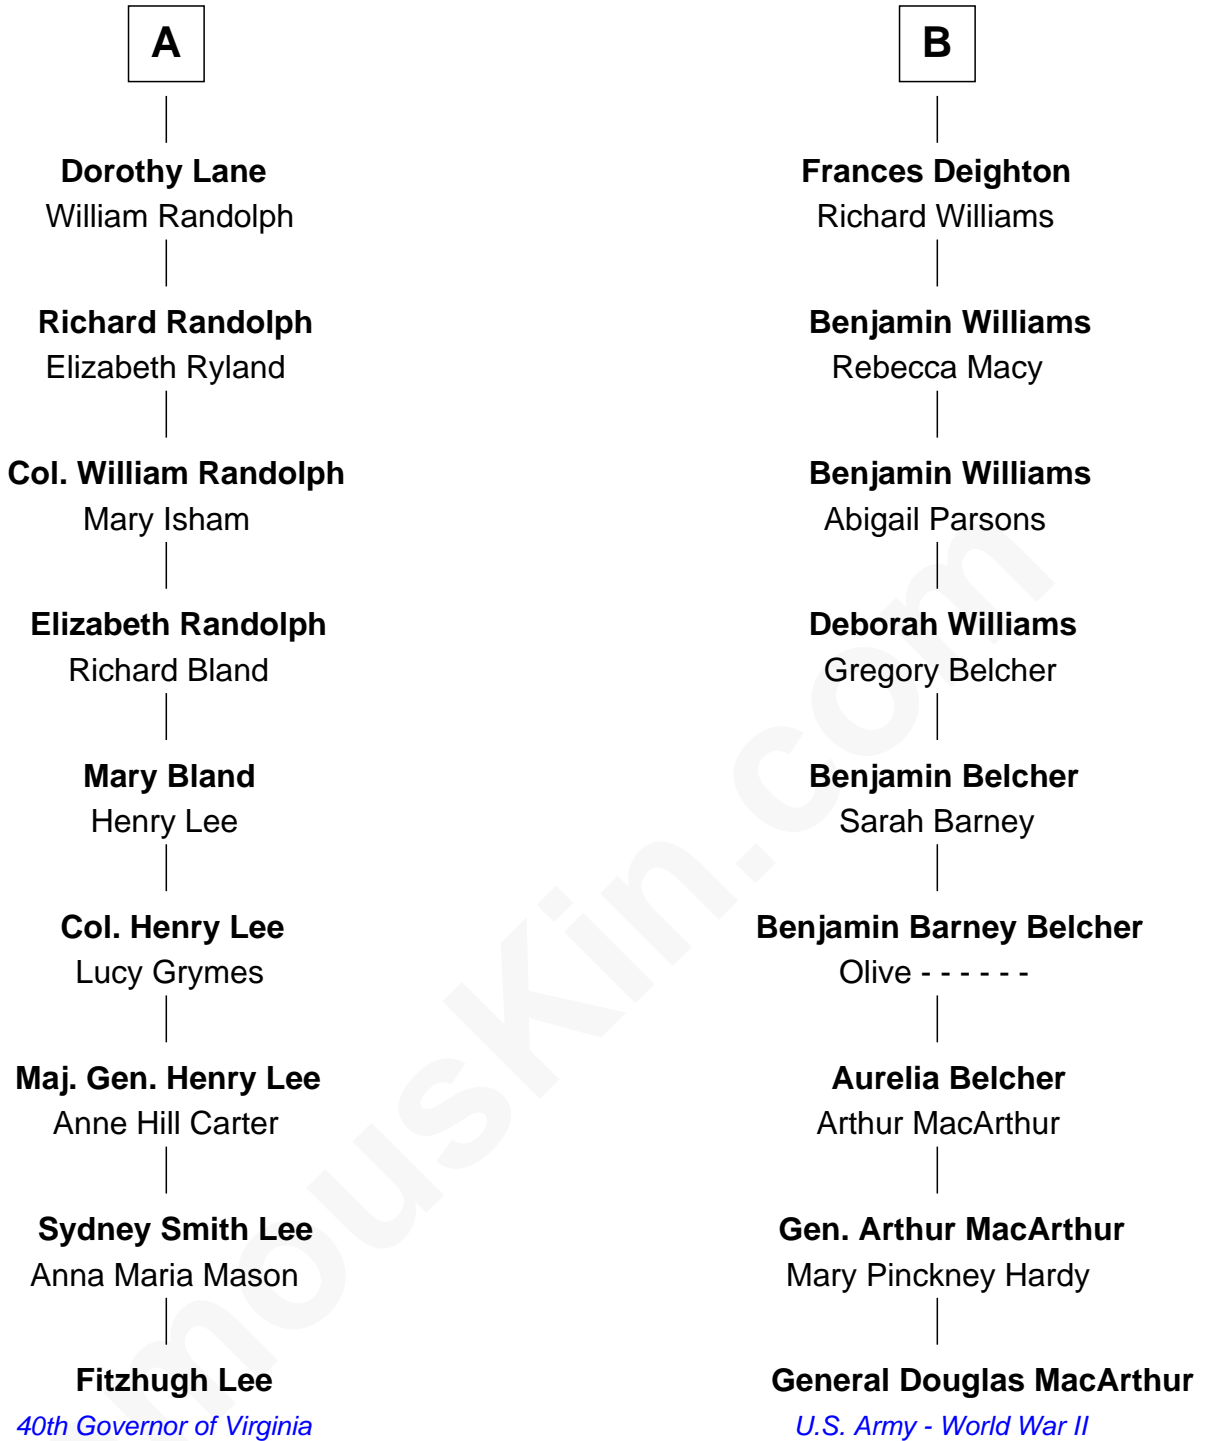 A
Dorothy Lane
William Randolph
Richard Randolph
Elizabeth Ryland
Col. William Randolph
Mary Isham
Elizabeth Randolph
Richard Bland
Mary Bland
Henry Lee
Col. Henry Lee
Lucy Grymes
Maj. Gen. Henry Lee
Anne Hill Carter
Sydney Smith Lee
Anna Maria Mason
Fitzhugh Lee
40th Governor of Virginia
B
Frances Deighton
Richard Williams
Benjamin Williams
Rebecca Macy
Benjamin Williams
Abigail Parsons
Deborah Williams
Gregory Belcher
Benjamin Belcher
Sarah Barney
Benjamin Barney Belcher
Olive - - - - - -
Aurelia Belcher
Arthur MacArthur
Gen. Arthur MacArthur
Mary Pinckney Hardy
General Douglas MacArthur
U.S. Army - World War II
mousKin.com